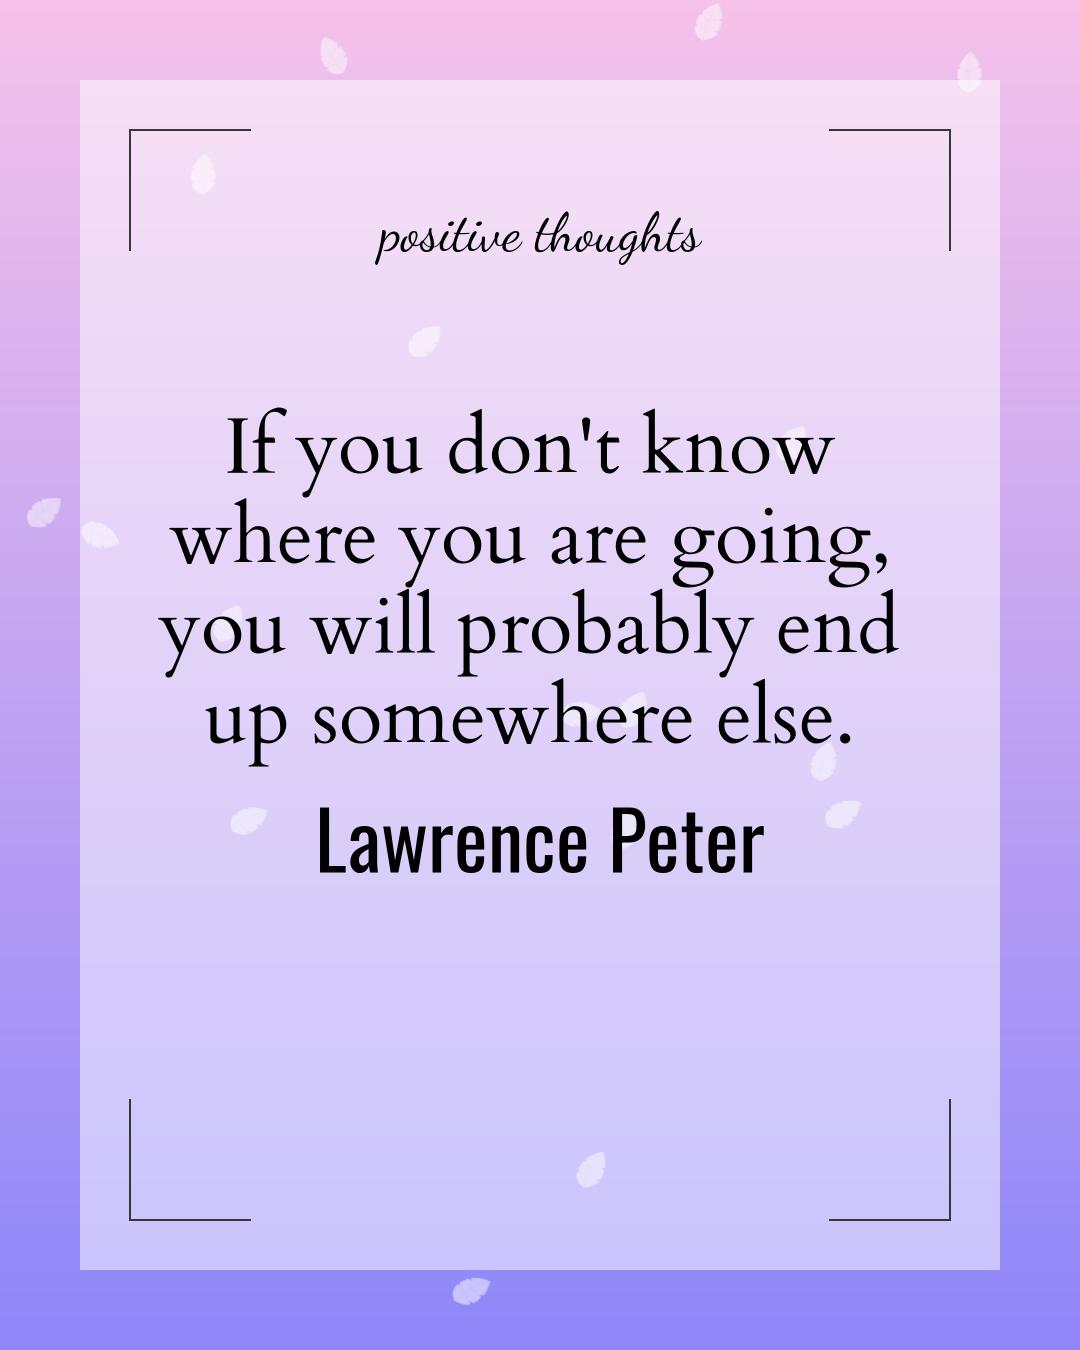 positive thoughts
If you don't know
where you are going,
you will probably end
up somewhere else.
Lawrence Peter